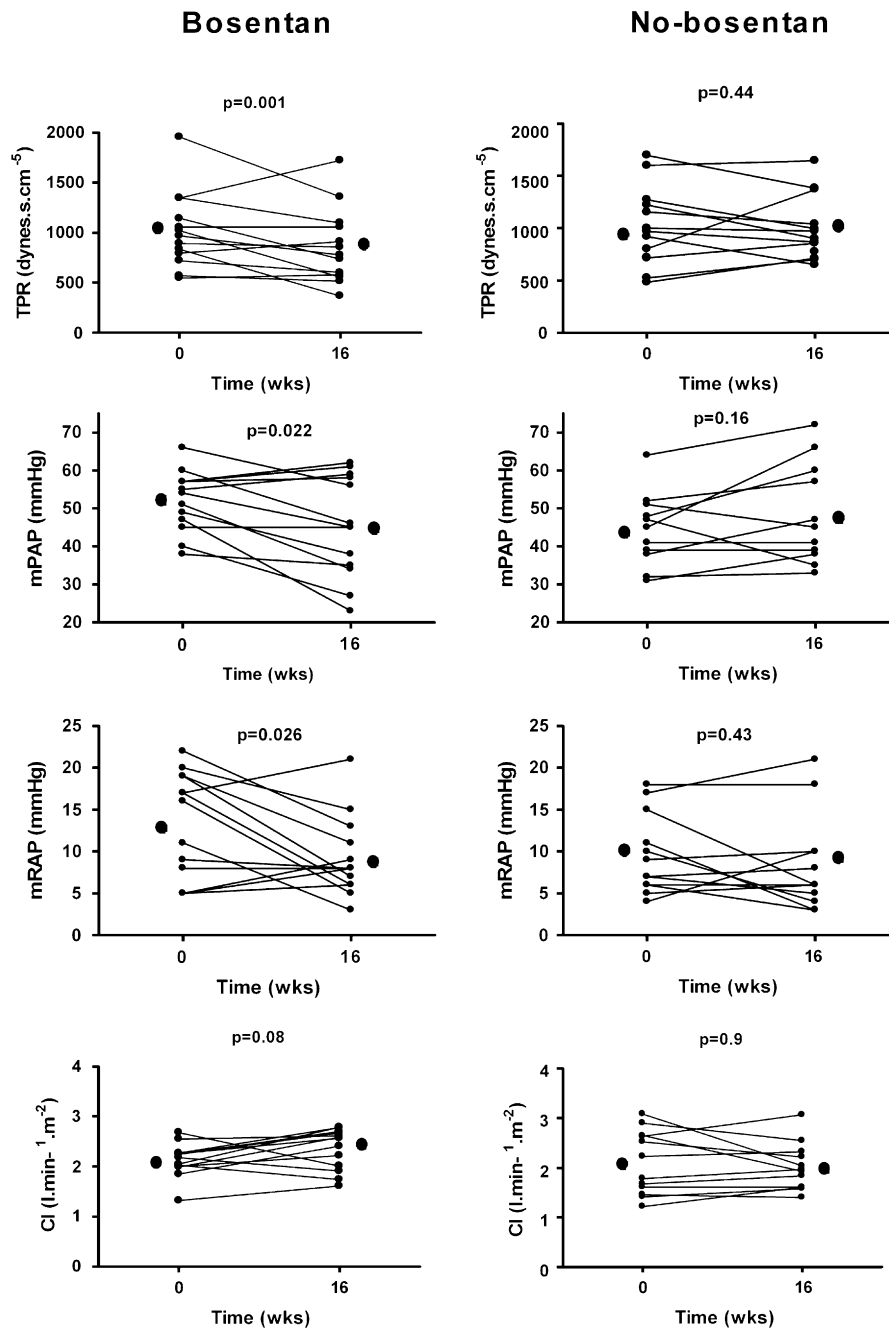 Bosentan
No-bosentan
p=0.001
TPR (dynes.s.cm-5)
2000
1500
1000
500
0
0
16
Time (wks)
p=0.44
TPR (dynes.s.cm-5)
2000
1500
1000
500
0
0
16
Time (wks)
p=0.022
mPAP (mmHg)
70
60
50
40
30
20
0
16
Time (wks)
p=0.16
mPAP (mmHg)
70
60
50
40
30
20
0
16
Time (wks)
p=0.026
mRAP (mmHg)
25
20
15
10
5
0
0
16
Time (wks)
p=0.43
mRAP (mmHg)
25
20
15
10
5
0
0
16
Time (wks)
p=0.08
CI (l.min-1.m-2)
4
3
2
1
0
0
16
Time (wks)
p=0.9
CI (l.min-1.m-2)
4
3
2
1
0
0
16
Time (wks)